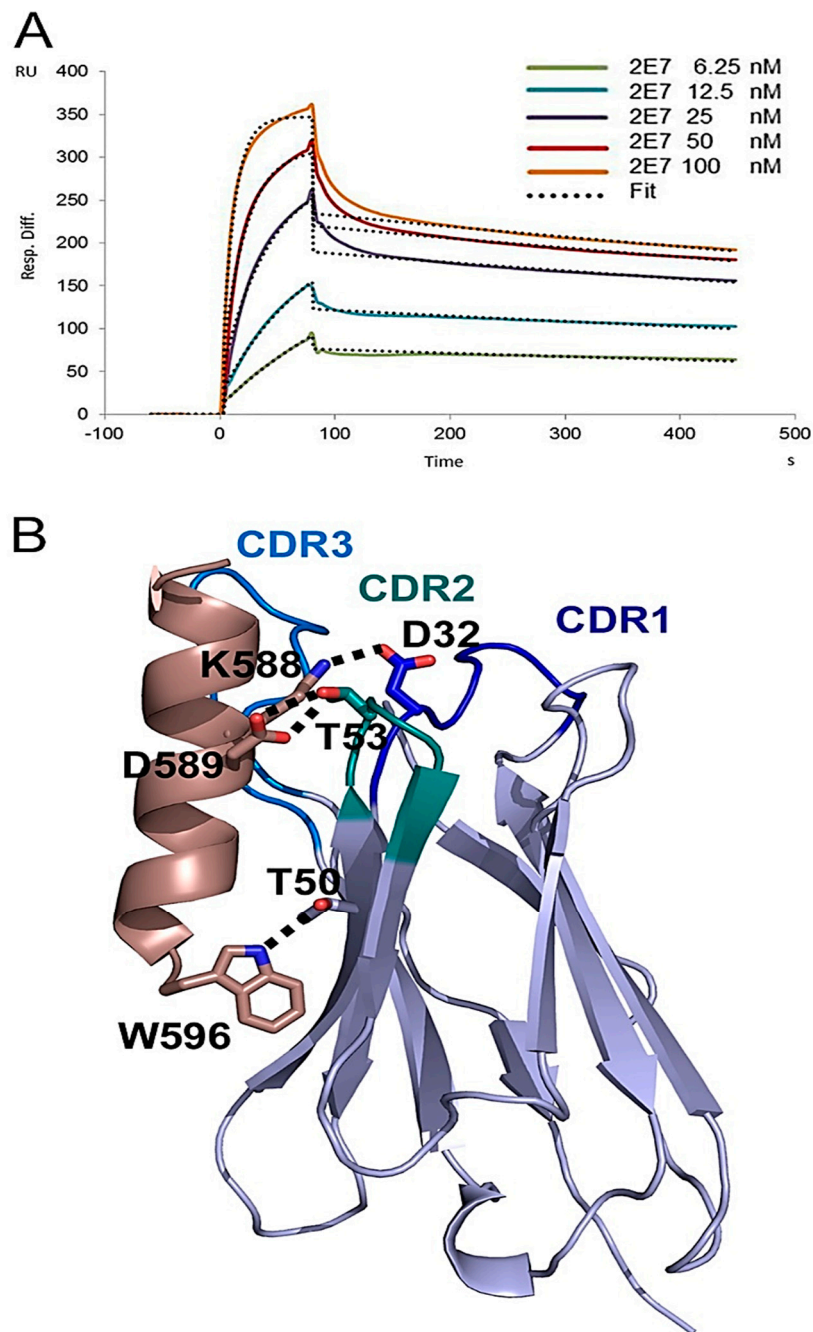 A
RU
400
350
300
250
200
150
100
50
0
Resp. Diff.
-100 0 100 200 300 400 500
Time s
2E7 6.25 nM
2E7 12.5 nM
2E7 25 nM
2E7 50 nM
2E7 100 nM
Fit
B
CDR3
CDR2
CDR1
D32
K588
T53
D589
T50
W596